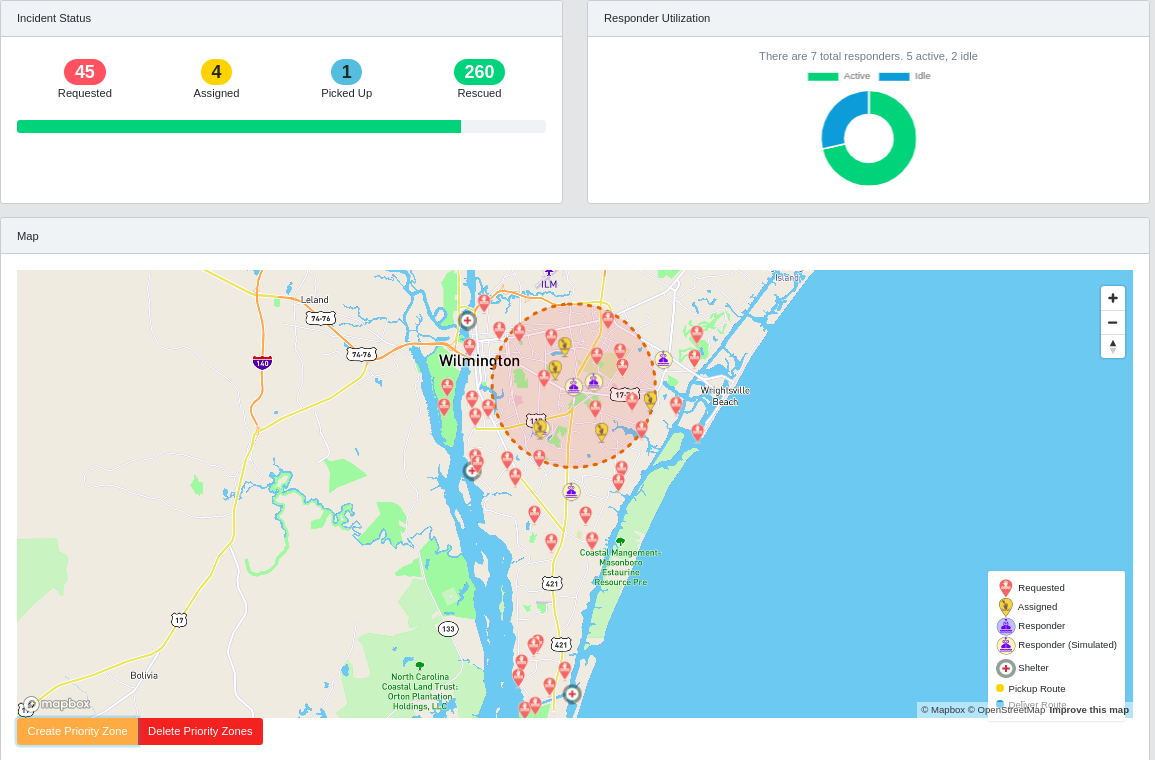 Incident Status
Responder Utilization
45
4
1
260
Requested
Assigned
Picked Up
Rescued
There are 7 total responders. 5 active, 2 idle
Active
Idle
Map
Leland
74-76
74-76
140
ILM
Island
Wilmington
17-
Wrightsville
Beach
Coastal Mangement-
Masonboro
Estaurine
Resource Pre
421
421
133
17
Bolivia
North Carolina
Coastal Land Trust:
Orton Plantation
Holdings, LLC
mapbox
+
−
Requested
Assigned
Responder
Responder (Simulated)
Shelter
Pickup Route
Deliver Route
© Mapbox © OpenStreetMap Improve this map
Create Priority Zone
Delete Priority Zones